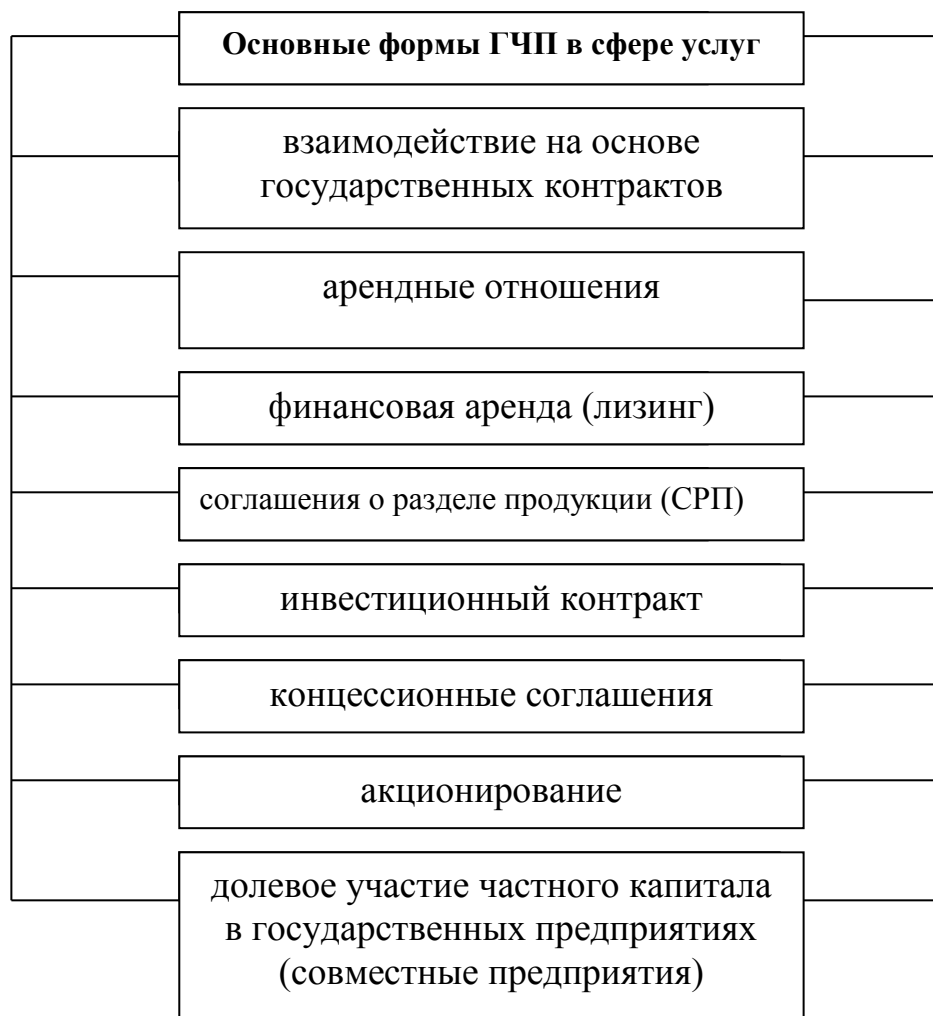 Основные формы ГЧП в сфере услуг
взаимодействие на основе
государственных контрактов
арендные отношения
финансовая аренда (лизинг)
соглашения о разделе продукции (СРП)
инвестиционный контракт
концессионные соглашения
акционирование
долевое участие частного капитала
в государственных предприятиях
(совместные предприятия)